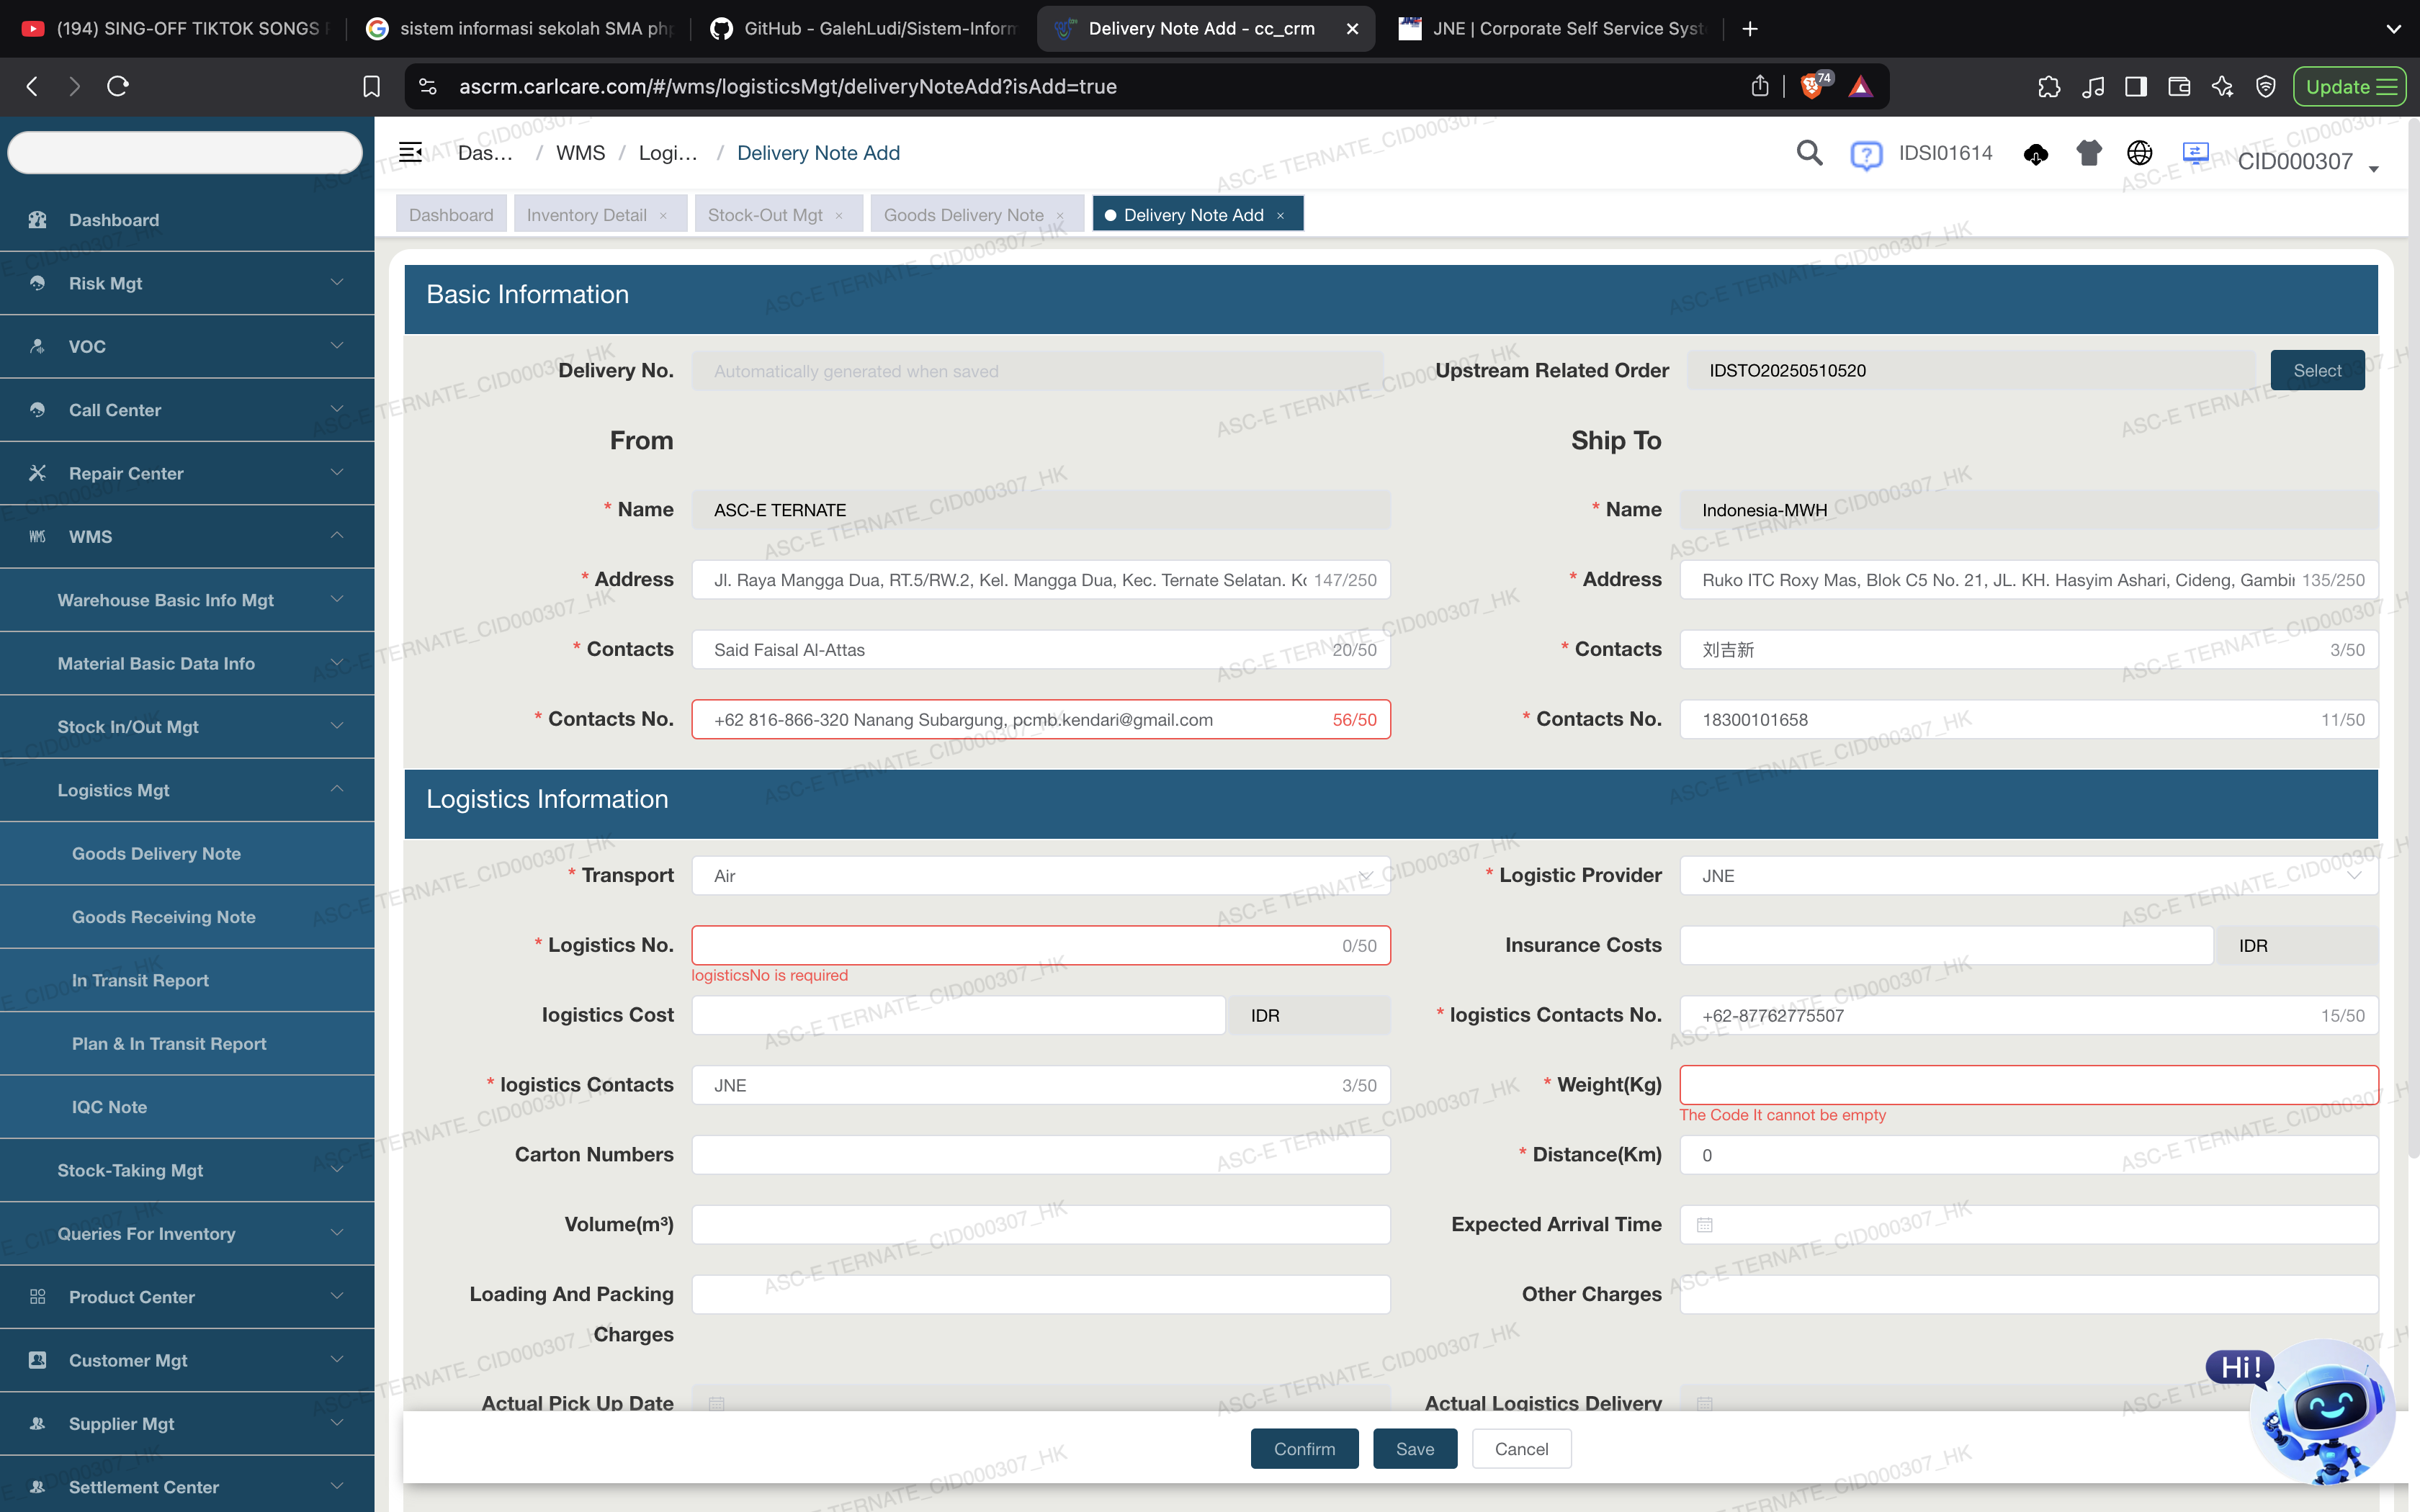 (194) SING-OFF TIKTOK SONGS
sistem informasi sekolah SMA php
GitHub - GalehLudi/Sistem-Inform
Delivery Note Add - cc_crm
JNE | Corporate Self Service Syst
ascrm.carlcare.com/#/wms/logisticsMgt/deliveryNoteAdd?isAdd=true
74
Update
Das... / WMS / Logi... / Delivery Note Add
IDSI01614
CID000307
Dashboard
Inventory Detail ×
Stock-Out Mgt ×
Goods Delivery Note ×
Delivery Note Add ×
Dashboard
Risk Mgt
VOC
Call Center
Repair Center
WMS
WMS
Warehouse Basic Info Mgt
Material Basic Data Info
Stock In/Out Mgt
Logistics Mgt
Goods Delivery Note
Goods Receiving Note
In Transit Report
Plan & In Transit Report
IQC Note
Stock-Taking Mgt
Queries For Inventory
Product Center
Customer Mgt
Supplier Mgt
Settlement Center
Basic Information
Delivery No. Automatically generated when saved
Upstream Related Order IDSTO20250510520 Select
From
Ship To
* Name ASC-E TERNATE
* Name Indonesia-MWH
* Address Jl. Raya Mangga Dua, RT.5/RW.2, Kel. Mangga Dua, Kec. Ternate Selatan. 147/250
* Address Ruko ITC Roxy Mas, Blok C5 No. 21, JL. KH. Hasyim Ashari, Cideng, Gambir 135/250
* Contacts Said Faisal Al-Attas 20/50
* Contacts 刘吉新 3/50
* Contacts No. +62 816-866-320 Nanang Subargung, pcmb.kendari@gmail.com 56/50
* Contacts No. 18300101658 11/50
Logistics Information
* Transport Air
* Logistic Provider JNE
* Logistics No. 0/50
logisticsNo is required
Insurance Costs IDR
logistics Cost IDR
* logistics Contacts No. +62-87762775507 15/50
* logistics Contacts JNE 3/50
* Weight(Kg)
The Code It cannot be empty
Carton Numbers
* Distance(Km) 0
Volume(m³)
Expected Arrival Time
Loading And Packing
Charges
Other Charges
Actual Pick Up Date
Actual Logistics Delivery
Confirm
Save
Cancel
Hi!
ASC-E TERNATE_CID000307_HK